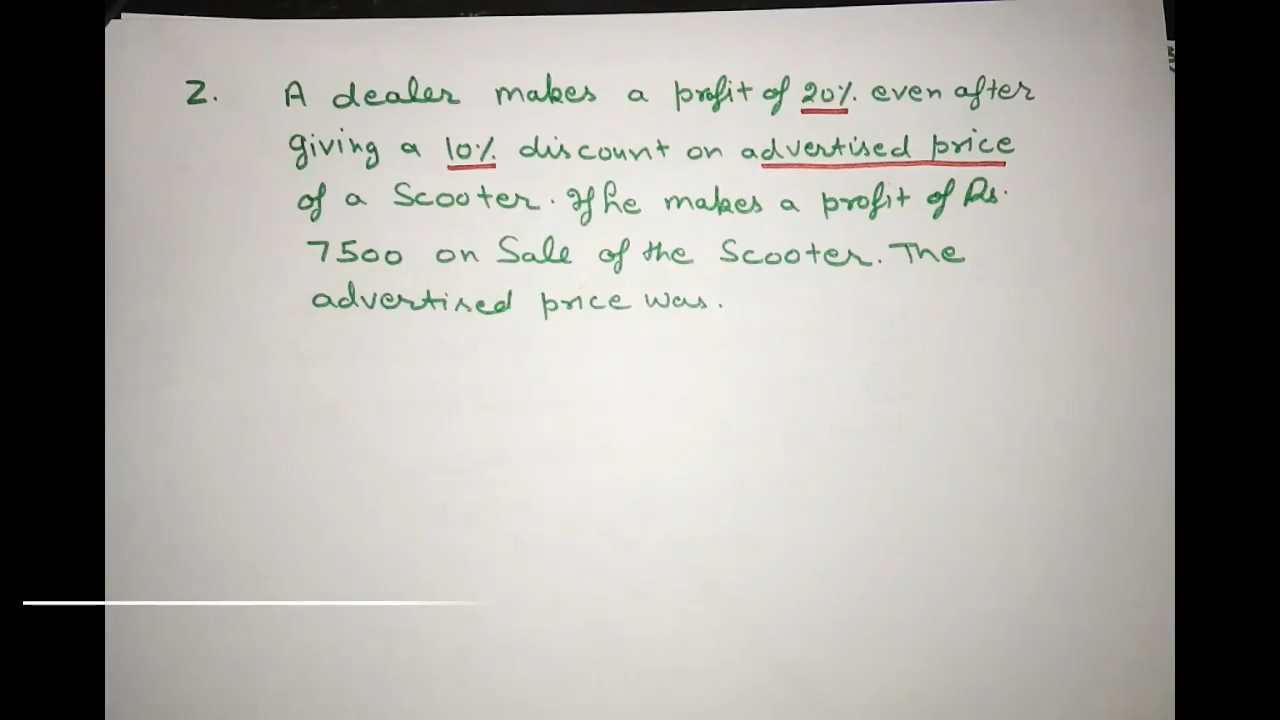 2. A dealer makes a profit of 20%. even after
giving a 10% discount on advertised price
of a Scooter. If he makes a profit of Rs.
7500 on Sale of the Scooter. The
advertised price was.